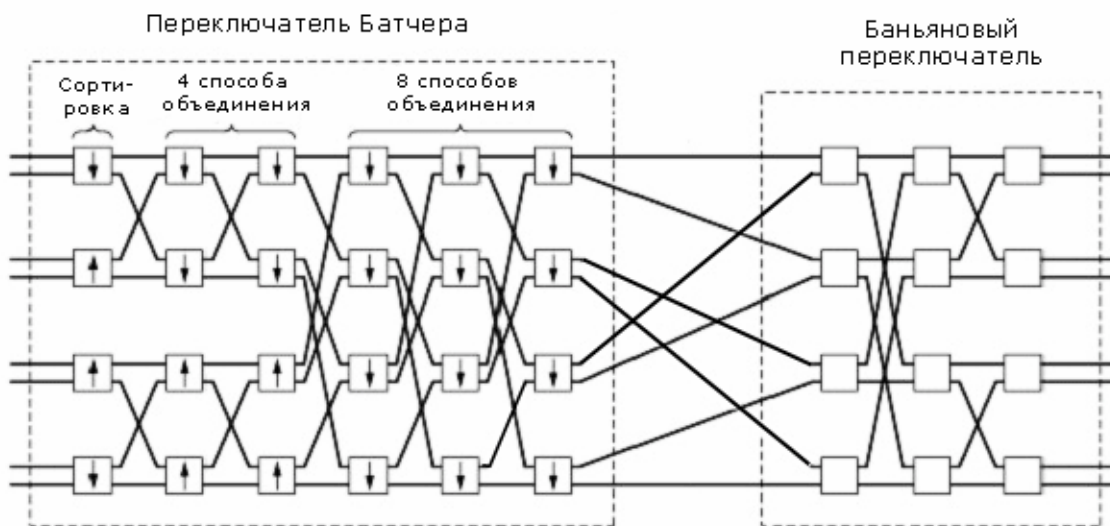 Переключатель Батчера
Баньяновый
переключатель
Сорти-
ровка
4 способа
объединения
8 способов
объединения